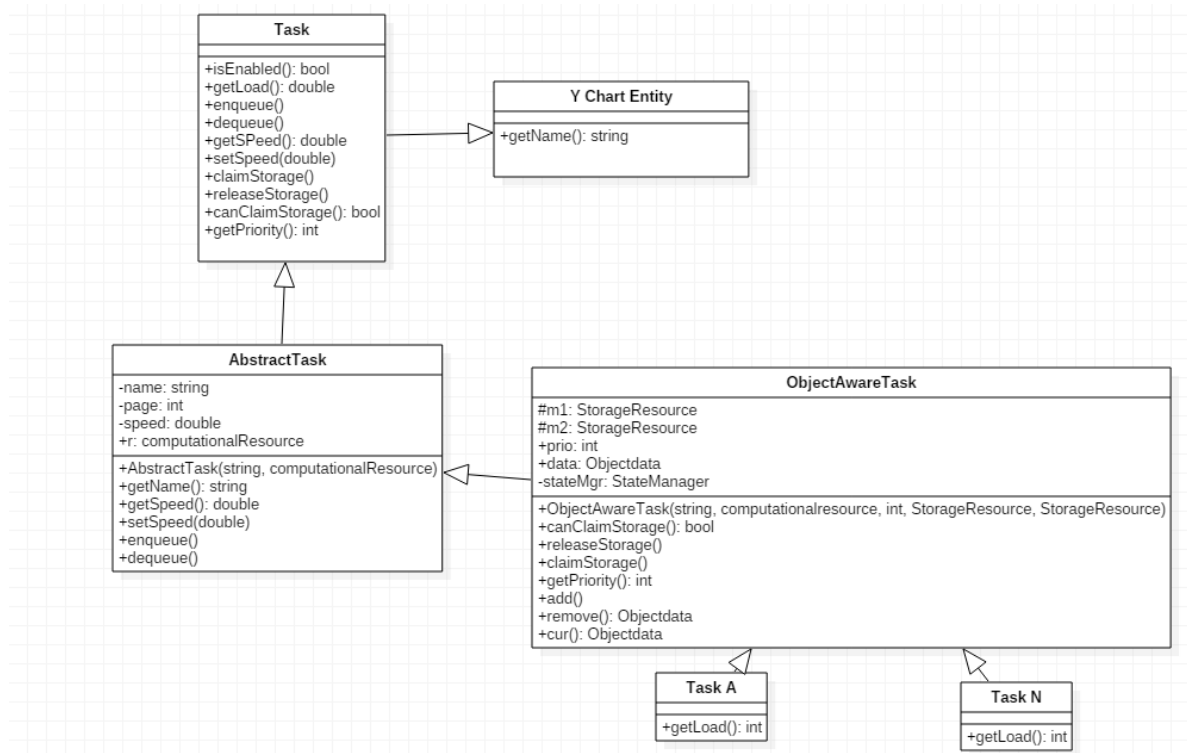 Task
+isEnabled(): bool
+getLoad(): double
+enqueue()
+dequeue()
+getSPeed(): double
+setSpeed(double)
+claimStorage()
+releaseStorage()
+canClaimStorage(): bool
+getPriority(): int
Y Chart Entity
+getName(): string
AbstractTask
-name: string
-page: int
-speed: double
+r: computationalResource
+AbstractTask(string, computationalResource)
+getName(): string
+getSpeed(): double
+setSpeed(double)
+enqueue()
+dequeue()
ObjectAwareTask
#m1: StorageResource
#m2: StorageResource
+prio: int
+data: Objectdata
-stateMgr: StateManager
+ObjectAwareTask(string, computationalresource, int, StorageResource, StorageResource)
+canClaimStorage(): bool
+releaseStorage()
+claimStorage()
+getPriority(): int
+add()
+remove(): Objectdata
+cur(): Objectdata
Task A
+getLoad(): int
Task N
+getLoad(): int